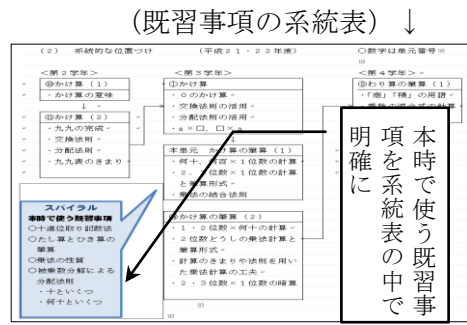 （既習事項の系統表）↓
（２） 系統的な位置づけ （平成２１・２２年度） 〇数字は単元番号
＜第２学年＞
かけ算（１）
・かけ算の意味
↓
かけ算（２）
・九九の完成
・交換法則
・分配法則
・九九表のきまり
＜第３学年＞
①かけ算
・０のかけ算
・交換法則の活用
・分配法則の活用
・ａ×□，□×ａ
本単元 かけ算の筆算（１）
・何十，何百×１位数の計算
・２， 位数×１位数の計算
と筆算形式
・乗法の結合法則
かけ算の筆算（２）
・１・２位数×何十の計算
・２位数どうしの乗法計算と
筆算形式
・計算のきまりや法則を用い
た乗法計算の工夫
・２・３位数×１位数の暗算
＜第４学年＞
わり算の筆算（１）
・「商」「積」の用語
スパイラル
本時で使う既習事項
〇十進位取り記数法
〇たし算とひき算の
筆算
〇乗法の性質
〇被乗数分解による
分配法則
・十といくつ
・何十といくつ
本時で使う既習事
項を系統表の中で
明確に